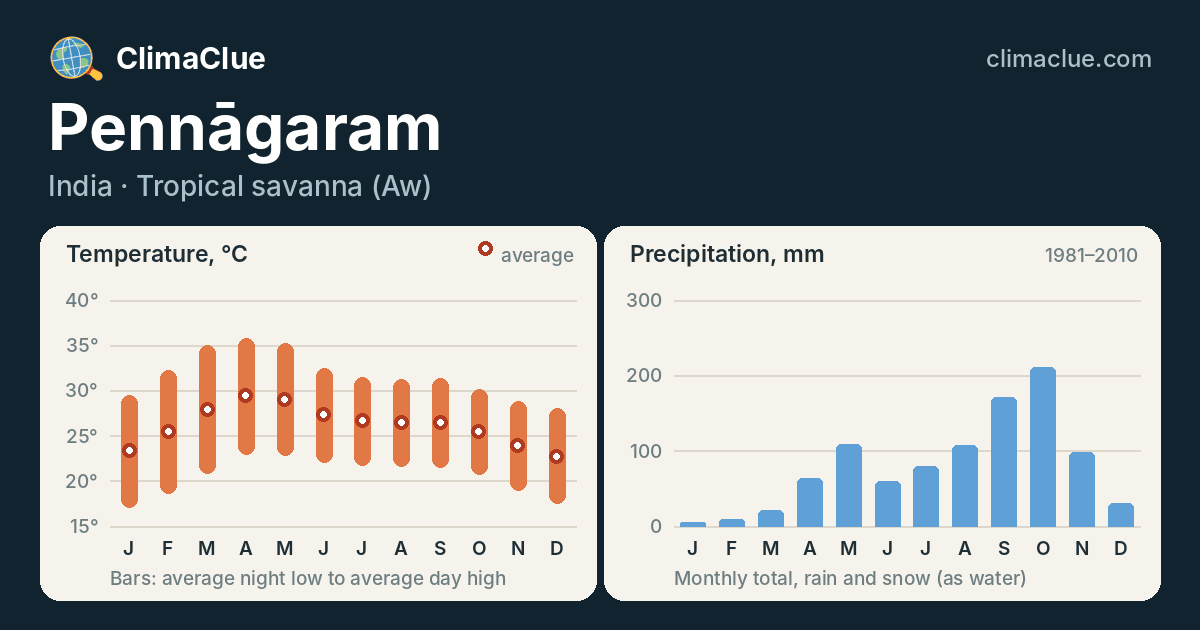 ClimaClue
climaclue.com
Pennāgaram
India · Tropical savanna (Aw)
Temperature, °C
average
40°
35°
30°
25°
20°
15°
J F M A M J J A S O N D
Bars: average night low to average day high
Precipitation, mm
1981–2010
300
200
100
0
J F M A M J J A S O N D
Monthly total, rain and snow (as water)